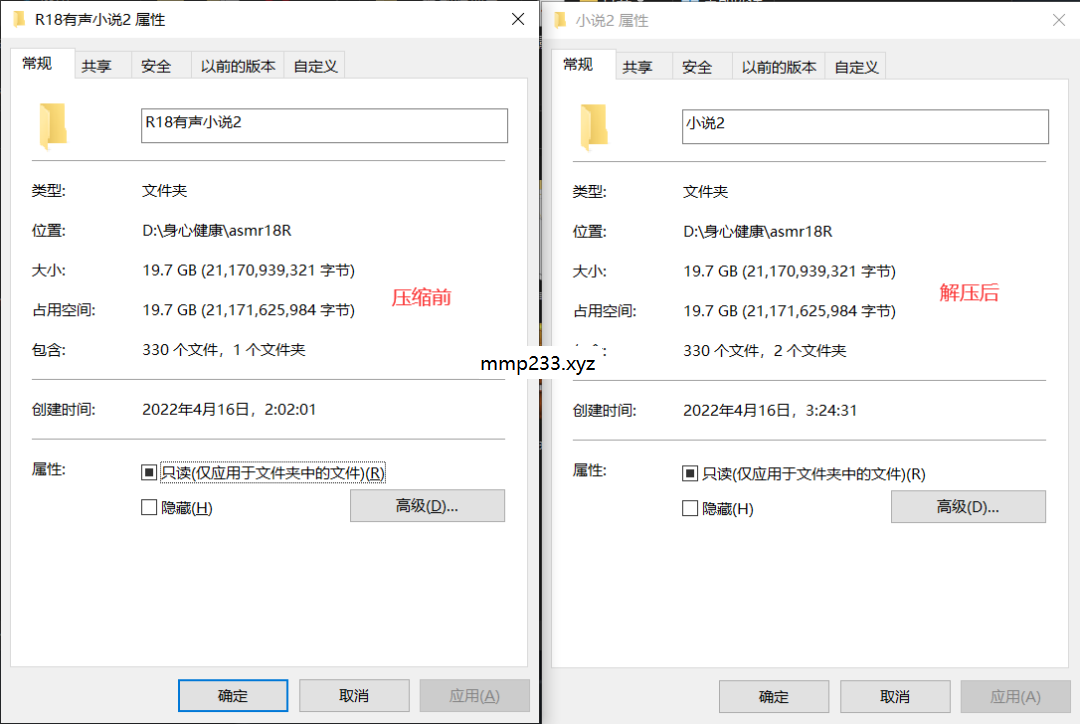 R18有声小说2 属性
常规
共享
安全
以前的版本
自定义
R18有声小说2
类型: 文件夹
位置: D:\身心健康\asmr18R
大小: 19.7 GB (21,170,939,321 字节)
占用空间: 19.7 GB (21,171,625,984 字节)
压缩前
包含: 330 个文件，1 个文件夹
创建时间: 2022年4月16日，2:02:01
属性: 只读(仅应用于文件夹中的文件)(R)
隐藏(H)
高级(D)...
确定
取消
应用(A)
mmp233.xyz
小说2 属性
常规
共享
安全
以前的版本
自定义
小说2
类型: 文件夹
位置: D:\身心健康\asmr18R
大小: 19.7 GB (21,170,939,321 字节)
解压后
占用空间: 19.7 GB (21,171,625,984 字节)
330 个文件，2 个文件夹
创建时间: 2022年4月16日，3:24:31
属性: 只读(仅应用于文件夹中的文件)(R)
隐藏(H)
高级(D)...
确定
取消
应用(A)